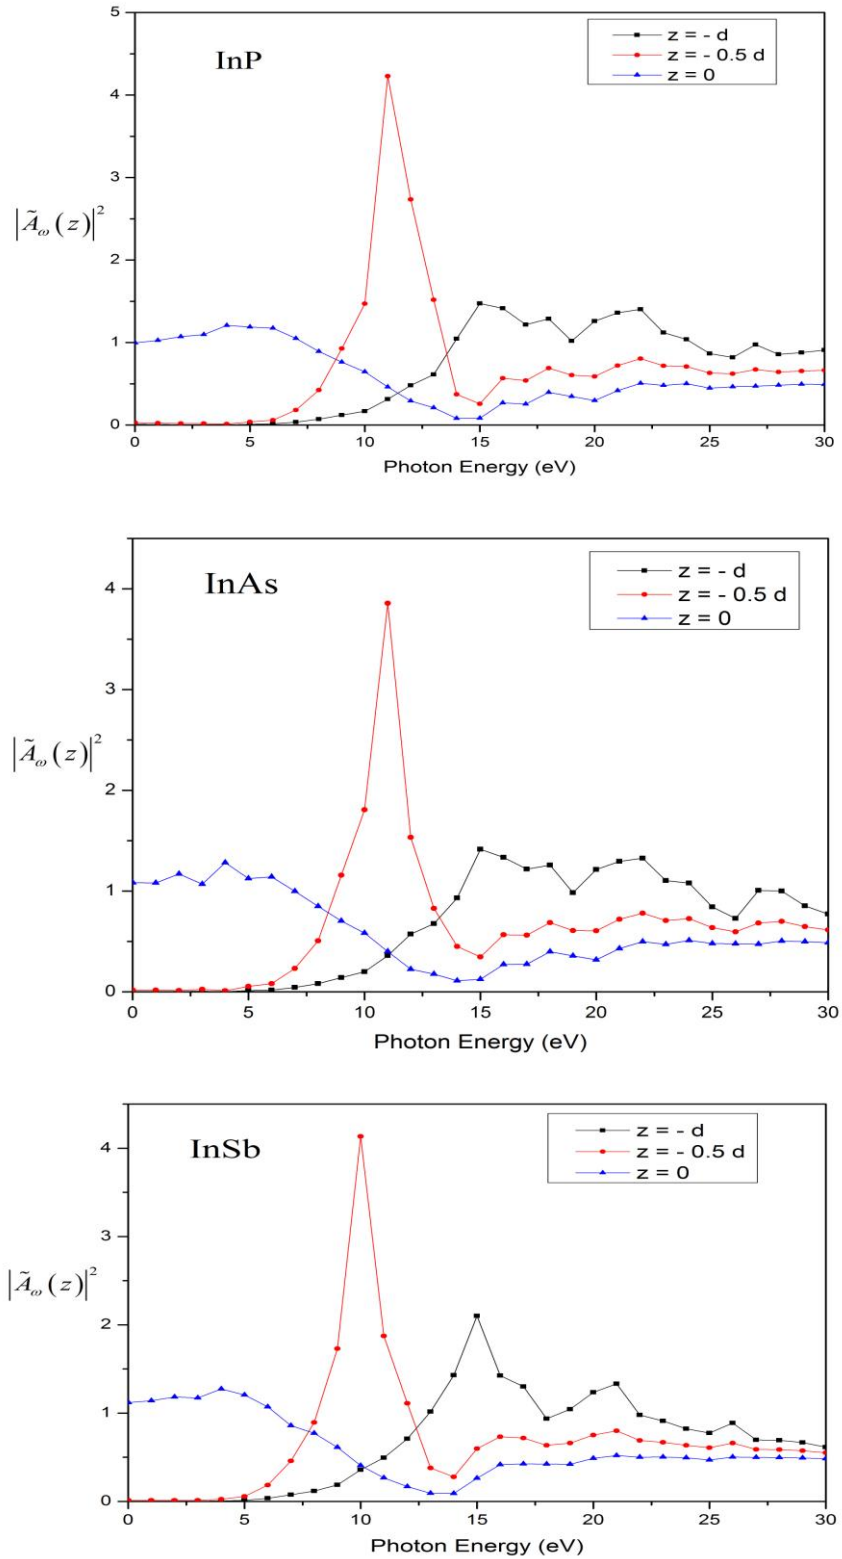 InP
z = - d
z = - 0.5 d
z = 0
|Ã_ω(z)|²
5
4
3
2
1
0
0 5 10 15 20 25 30
Photon Energy (eV)
InAs
z = - d
z = - 0.5 d
z = 0
|Ã_ω(z)|²
4
3
2
1
0
0 5 10 15 20 25 30
Photon Energy (eV)
InSb
z = - d
z = - 0.5 d
z = 0
|Ã_ω(z)|²
4
3
2
1
0
0 5 10 15 20 25 30
Photon Energy (eV)